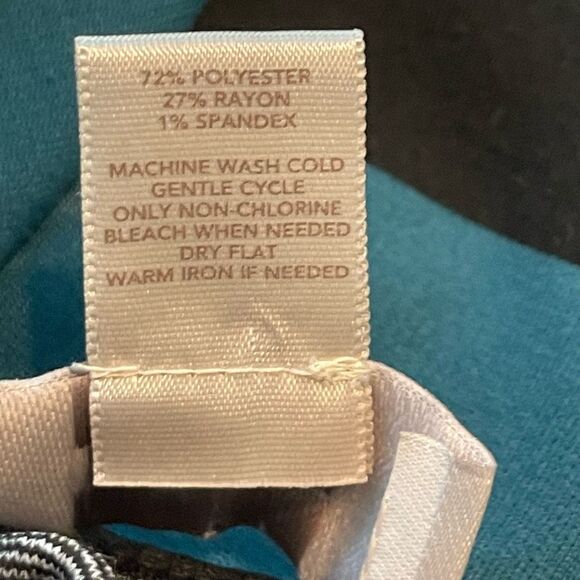 72% POLYESTER
27% RAYON
1% SPANDEX
MACHINE WASH COLD
GENTLE CYCLE
ONLY NON-CHLORINE
BLEACH WHEN NEEDED
DRY FLAT
WARM IRON IF NEEDED